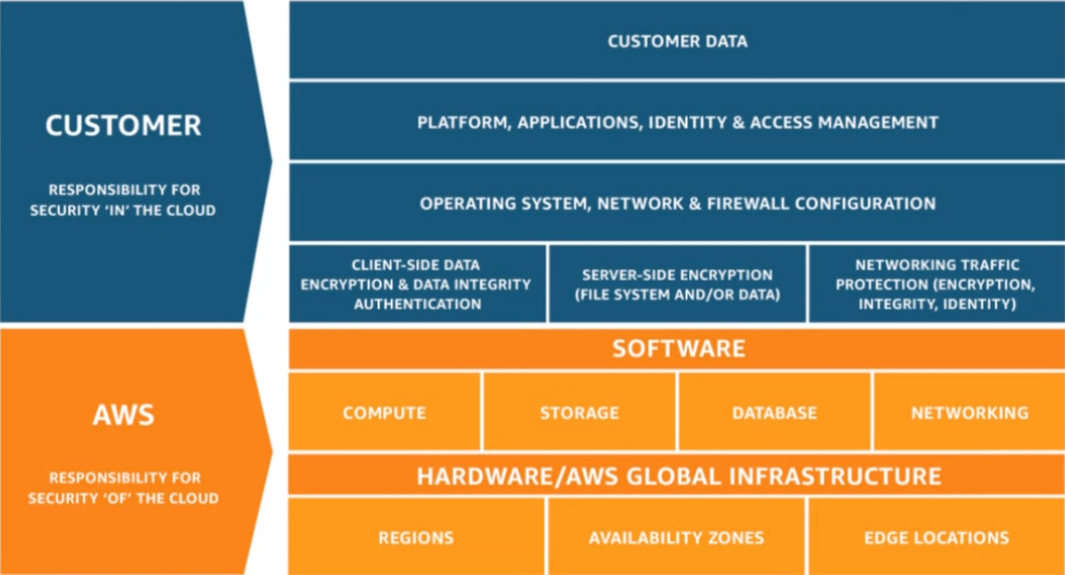 CUSTOMER
RESPONSIBILITY FOR
SECURITY ‘IN’ THE CLOUD
CUSTOMER DATA
PLATFORM, APPLICATIONS, IDENTITY & ACCESS MANAGEMENT
OPERATING SYSTEM, NETWORK & FIREWALL CONFIGURATION
CLIENT-SIDE DATA
ENCRYPTION & DATA INTEGRITY
AUTHENTICATION
SERVER-SIDE ENCRYPTION
(FILE SYSTEM AND/OR DATA)
NETWORKING TRAFFIC
PROTECTION (ENCRYPTION,
INTEGRITY, IDENTITY)
AWS
RESPONSIBILITY FOR
SECURITY ‘OF’ THE CLOUD
SOFTWARE
COMPUTE
STORAGE
DATABASE
NETWORKING
HARDWARE/AWS GLOBAL INFRASTRUCTURE
REGIONS
AVAILABILITY ZONES
EDGE LOCATIONS